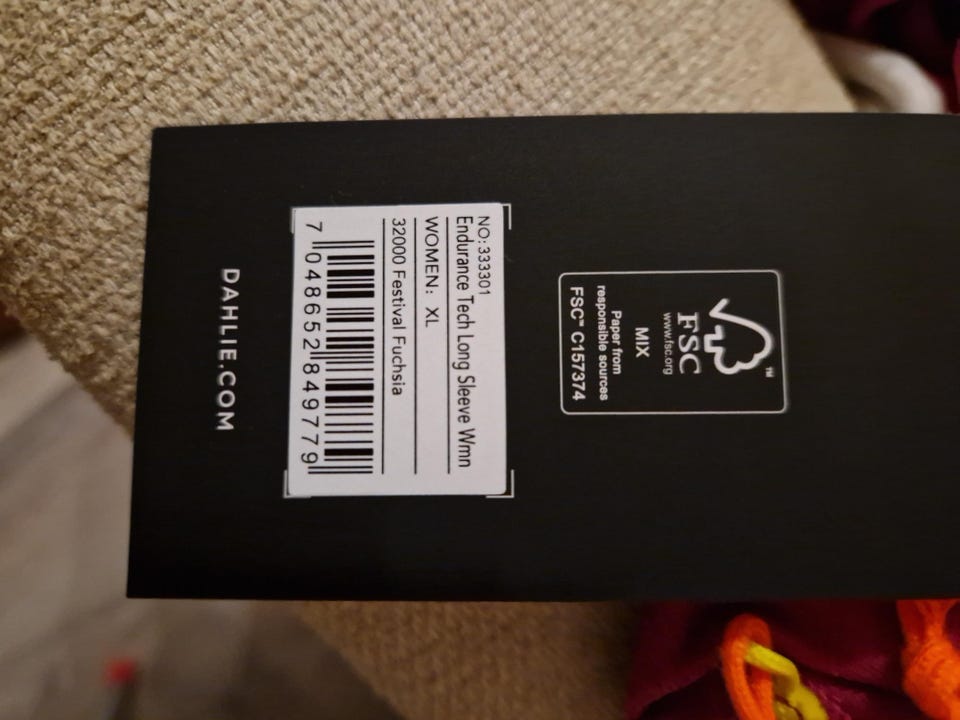 ™
FSC
www.fsc.org
MIX
Paper from
responsible sources
FSC™ C157374
NO: 333301
Endurance Tech Long Sleeve Wmn
WOMEN: XL
32000 Festival Fuchsia
7 048652 849779
DAHLIE.COM